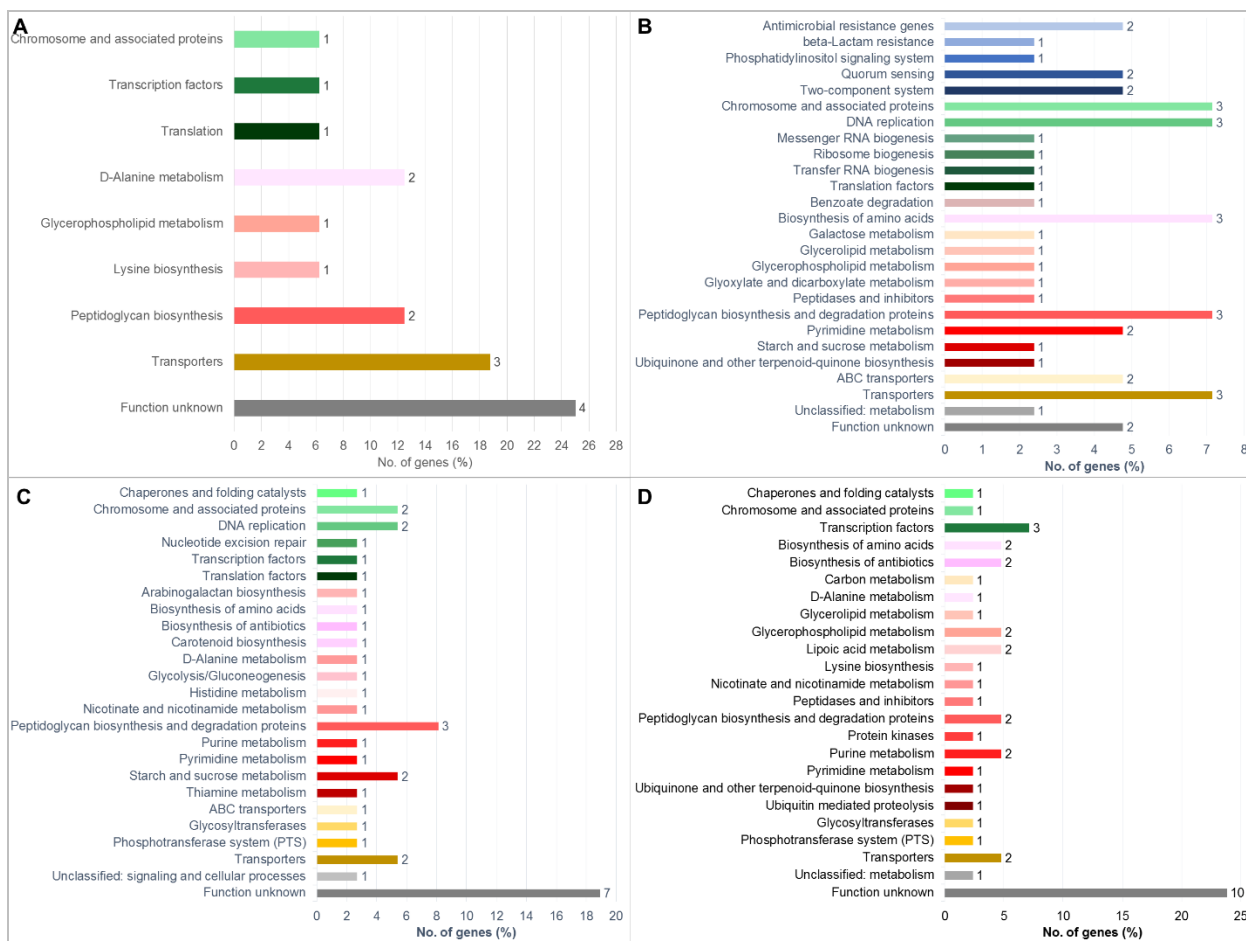 A
Chromosome and associated proteins 1
Transcription factors 1
Translation 1
D-Alanine metabolism 2
Glycerophospholipid metabolism 1
Lysine biosynthesis 1
Peptidoglycan biosynthesis 2
Transporters 3
Function unknown 4
0 2 4 6 8 10 12 14 16 18 20 22 24 26 28
No. of genes (%)
B
Antimicrobial resistance genes 2
beta-Lactam resistance 1
Phosphatidylinositol signaling system 1
Quorum sensing 2
Two-component system 2
Chromosome and associated proteins 3
DNA replication 3
Messenger RNA biogenesis 1
Ribosome biogenesis 1
Transfer RNA biogenesis 1
Translation factors 1
Benzoate degradation 1
Biosynthesis of amino acids 3
Galactose metabolism 1
Glycerolipid metabolism 1
Glycerophospholipid metabolism 1
Glyoxylate and dicarboxylate metabolism 1
Peptidases and inhibitors 1
Peptidoglycan biosynthesis and degradation proteins 3
Pyrimidine metabolism 2
Starch and sucrose metabolism 1
Ubiquinone and other terpenoid-quinone biosynthesis 1
ABC transporters 2
Transporters 3
Unclassified: metabolism 1
Function unknown 2
0 1 2 3 4 5 6 7 8
No. of genes (%)
C
Chaperones and folding catalysts 1
Chromosome and associated proteins 2
DNA replication 2
Nucleotide excision repair 1
Transcription factors 1
Translation factors 1
Arabinogalactan biosynthesis 1
Biosynthesis of amino acids 1
Biosynthesis of antibiotics 1
Carotenoid biosynthesis 1
D-Alanine metabolism 1
Glycolysis/Gluconeogenesis 1
Histidine metabolism 1
Nicotinate and nicotinamide metabolism 1
Peptidoglycan biosynthesis and degradation proteins 3
Purine metabolism 1
Pyrimidine metabolism 1
Starch and sucrose metabolism 2
Thiamine metabolism 1
ABC transporters 1
Glycosyltransferases 1
Phosphotransferase system (PTS) 1
Transporters 2
Unclassified: signaling and cellular processes 1
Function unknown 7
0 2 4 6 8 10 12 14 16 18 20
No. of genes (%)
D
Chaperones and folding catalysts 1
Chromosome and associated proteins 1
Transcription factors 3
Biosynthesis of amino acids 2
Biosynthesis of antibiotics 2
Carbon metabolism 1
D-Alanine metabolism 1
Glycerolipid metabolism 1
Glycerophospholipid metabolism 2
Lipoic acid metabolism 2
Lysine biosynthesis 1
Nicotinate and nicotinamide metabolism 1
Peptidases and inhibitors 1
Peptidoglycan biosynthesis and degradation proteins 2
Protein kinases 1
Purine metabolism 2
Pyrimidine metabolism 1
Ubiquinone and other terpenoid-quinone biosynthesis 1
Ubiquitin mediated proteolysis 1
Glycosyltransferases 1
Phosphotransferase system (PTS) 1
Transporters 2
Unclassified: metabolism 1
Function unknown 10
0 5 10 15 20 25
No. of genes (%)